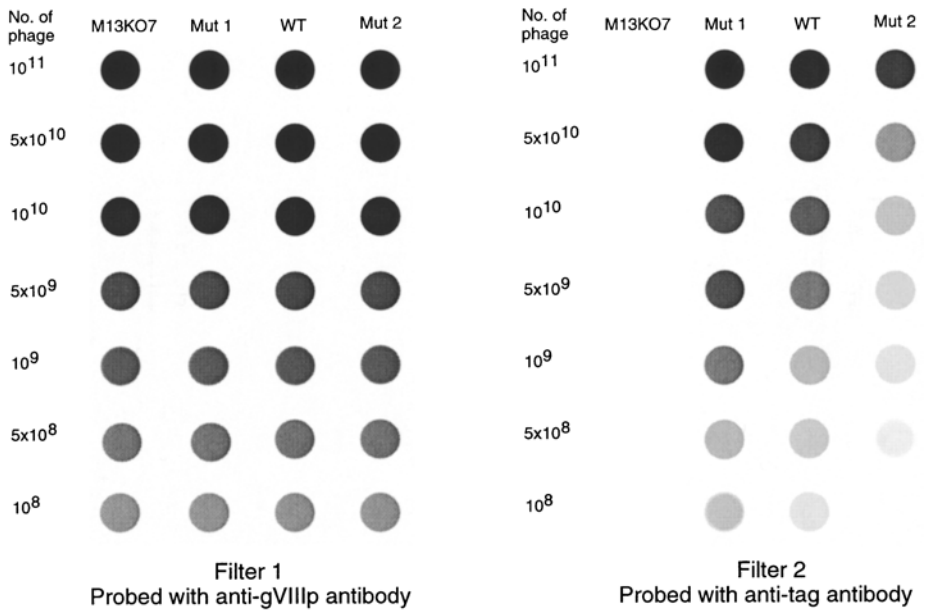 No. of phage M13KO7 Mut 1 WT Mut 2
10^11
5x10^10
10^10
5x10^9
10^9
5x10^8
10^8
Filter 1
Probed with anti-gVIIIp antibody
No. of phage M13KO7 Mut 1 WT Mut 2
10^11
5x10^10
10^10
5x10^9
10^9
5x10^8
10^8
Filter 2
Probed with anti-tag antibody